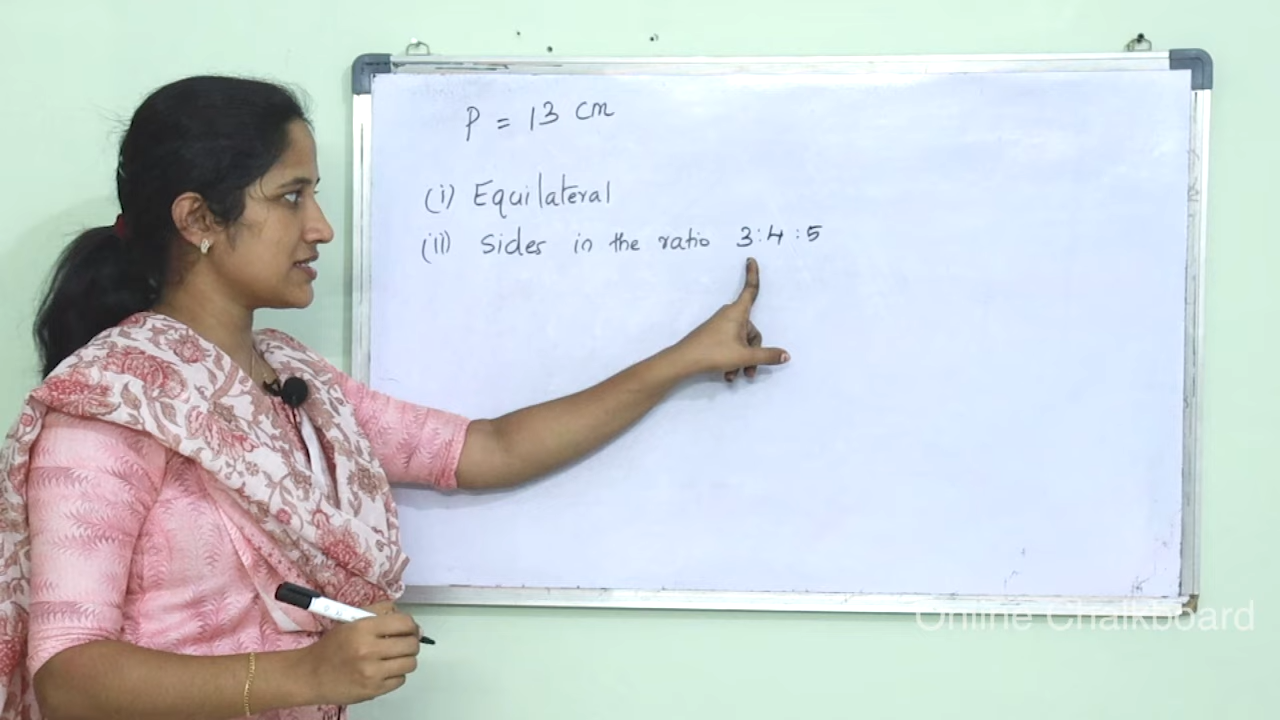 P = 13 cm
(i) Equilateral
(ii) Sides in the ratio 3:4:5
Online Chalkboard